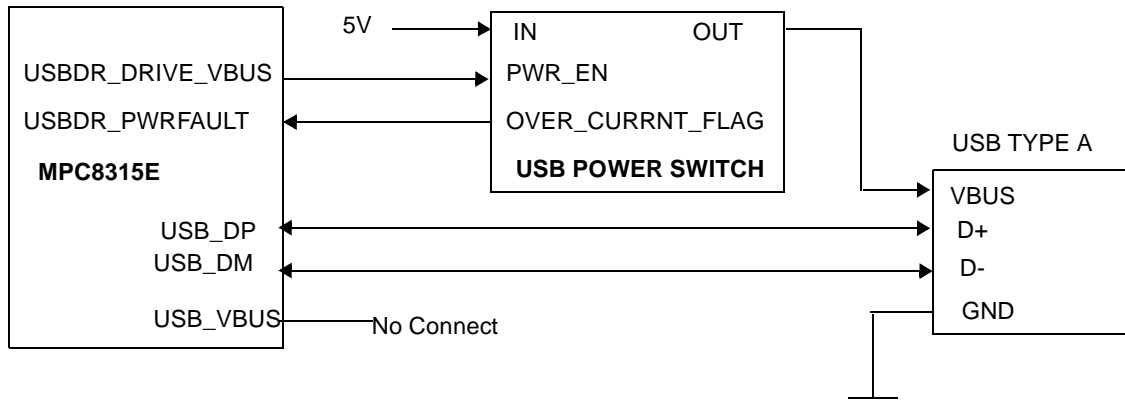 5V
IN
OUT
USBDR_DRIVE_VBUS
PWR_EN
USBDR_PWRFAULT
OVER_CURRNT_FLAG
USB TYPE A
MPC8315E
USB POWER SWITCH
VBUS
USB_DP
D+
USB_DM
D-
USB_VBUS
No Connect
GND